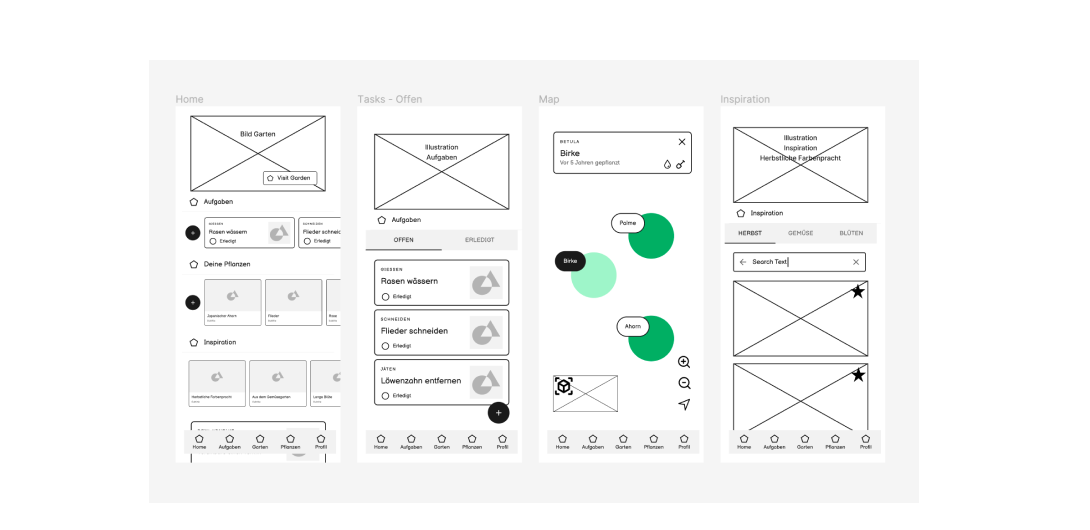 Home
Bild Garten
Visit Garden
Aufgaben
GIESSEN
Rasen wässern
Erledigt
SCHNEIDEN
Flieder schneid
Erledigt
Deine Pflanzen
Japanischer Ahorn
Flieder
Inspiration
Herbstliche Farbenpracht
Aus dem Gemüsegarten
Lange Blüte
Home
Aufgaben
Garten
Pflanzen
Profil
Tasks - Offen
Illustration
Aufgaben
Aufgaben
OFFEN
ERLEDIGT
GIESSEN
Rasen wässern
Erledigt
SCHNEIDEN
Flieder schneiden
Erledigt
JÄTEN
Löwenzahn entfernen
Erledigt
Home
Aufgaben
Garten
Pflanzen
Profil
Map
BETULA
Birke
Vor 5 Jahren gepflanzt
Palme
Birke
Ahorn
Home
Aufgaben
Garten
Pflanzen
Profil
Inspiration
Illustration
Inspiration
Herbstliche Farbenpracht
Inspiration
HERBST
GEMÜSE
BLÜTEN
Search Text
Home
Aufgaben
Garten
Pflanzen
Profil